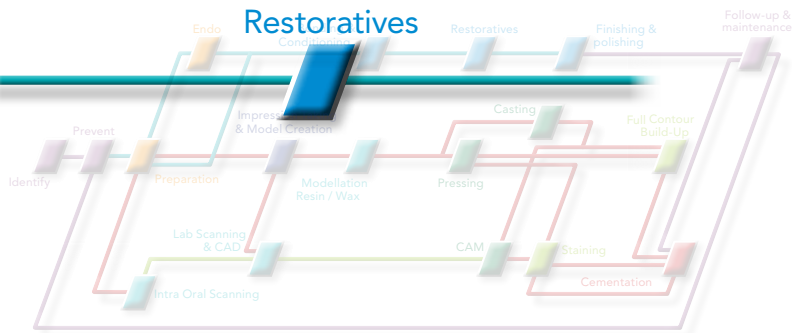 Restoratives
Follow-up &
maintenance
Endo
Conditioning
Restoratives
Finishing &
polishing
Casting
Impress
& Model Creation
Full Contour
Build-Up
Prevent
Identify
Preparation
Modellation
Resin / Wax
Pressing
Lab Scanning
& CAD
CAM
Staining
Cementation
Intra Oral Scanning